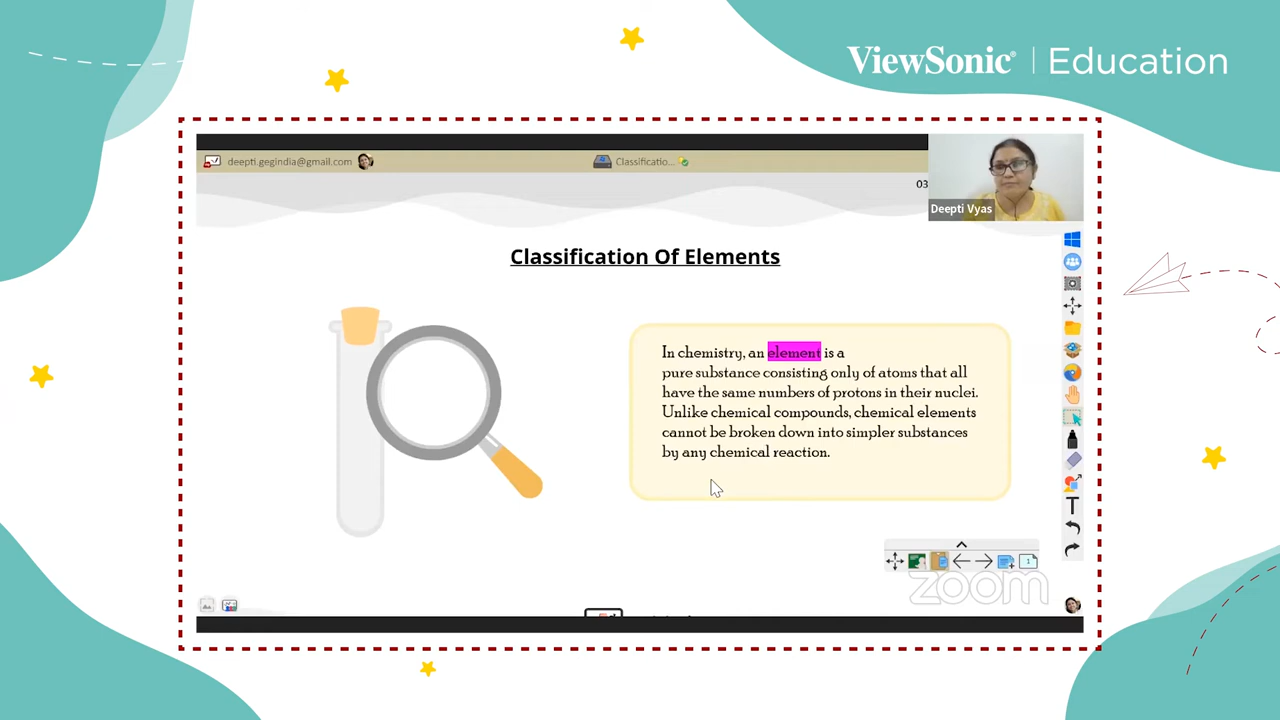 ViewSonic® | Education
deepti.gegindia@gmail.com
Classificatio...
03
Deepti Vyas
Classification Of Elements
In chemistry, an element is a
pure substance consisting only of atoms that all
have the same numbers of protons in their nuclei.
Unlike chemical compounds, chemical elements
cannot be broken down into simpler substances
by any chemical reaction.
T
1
zoom